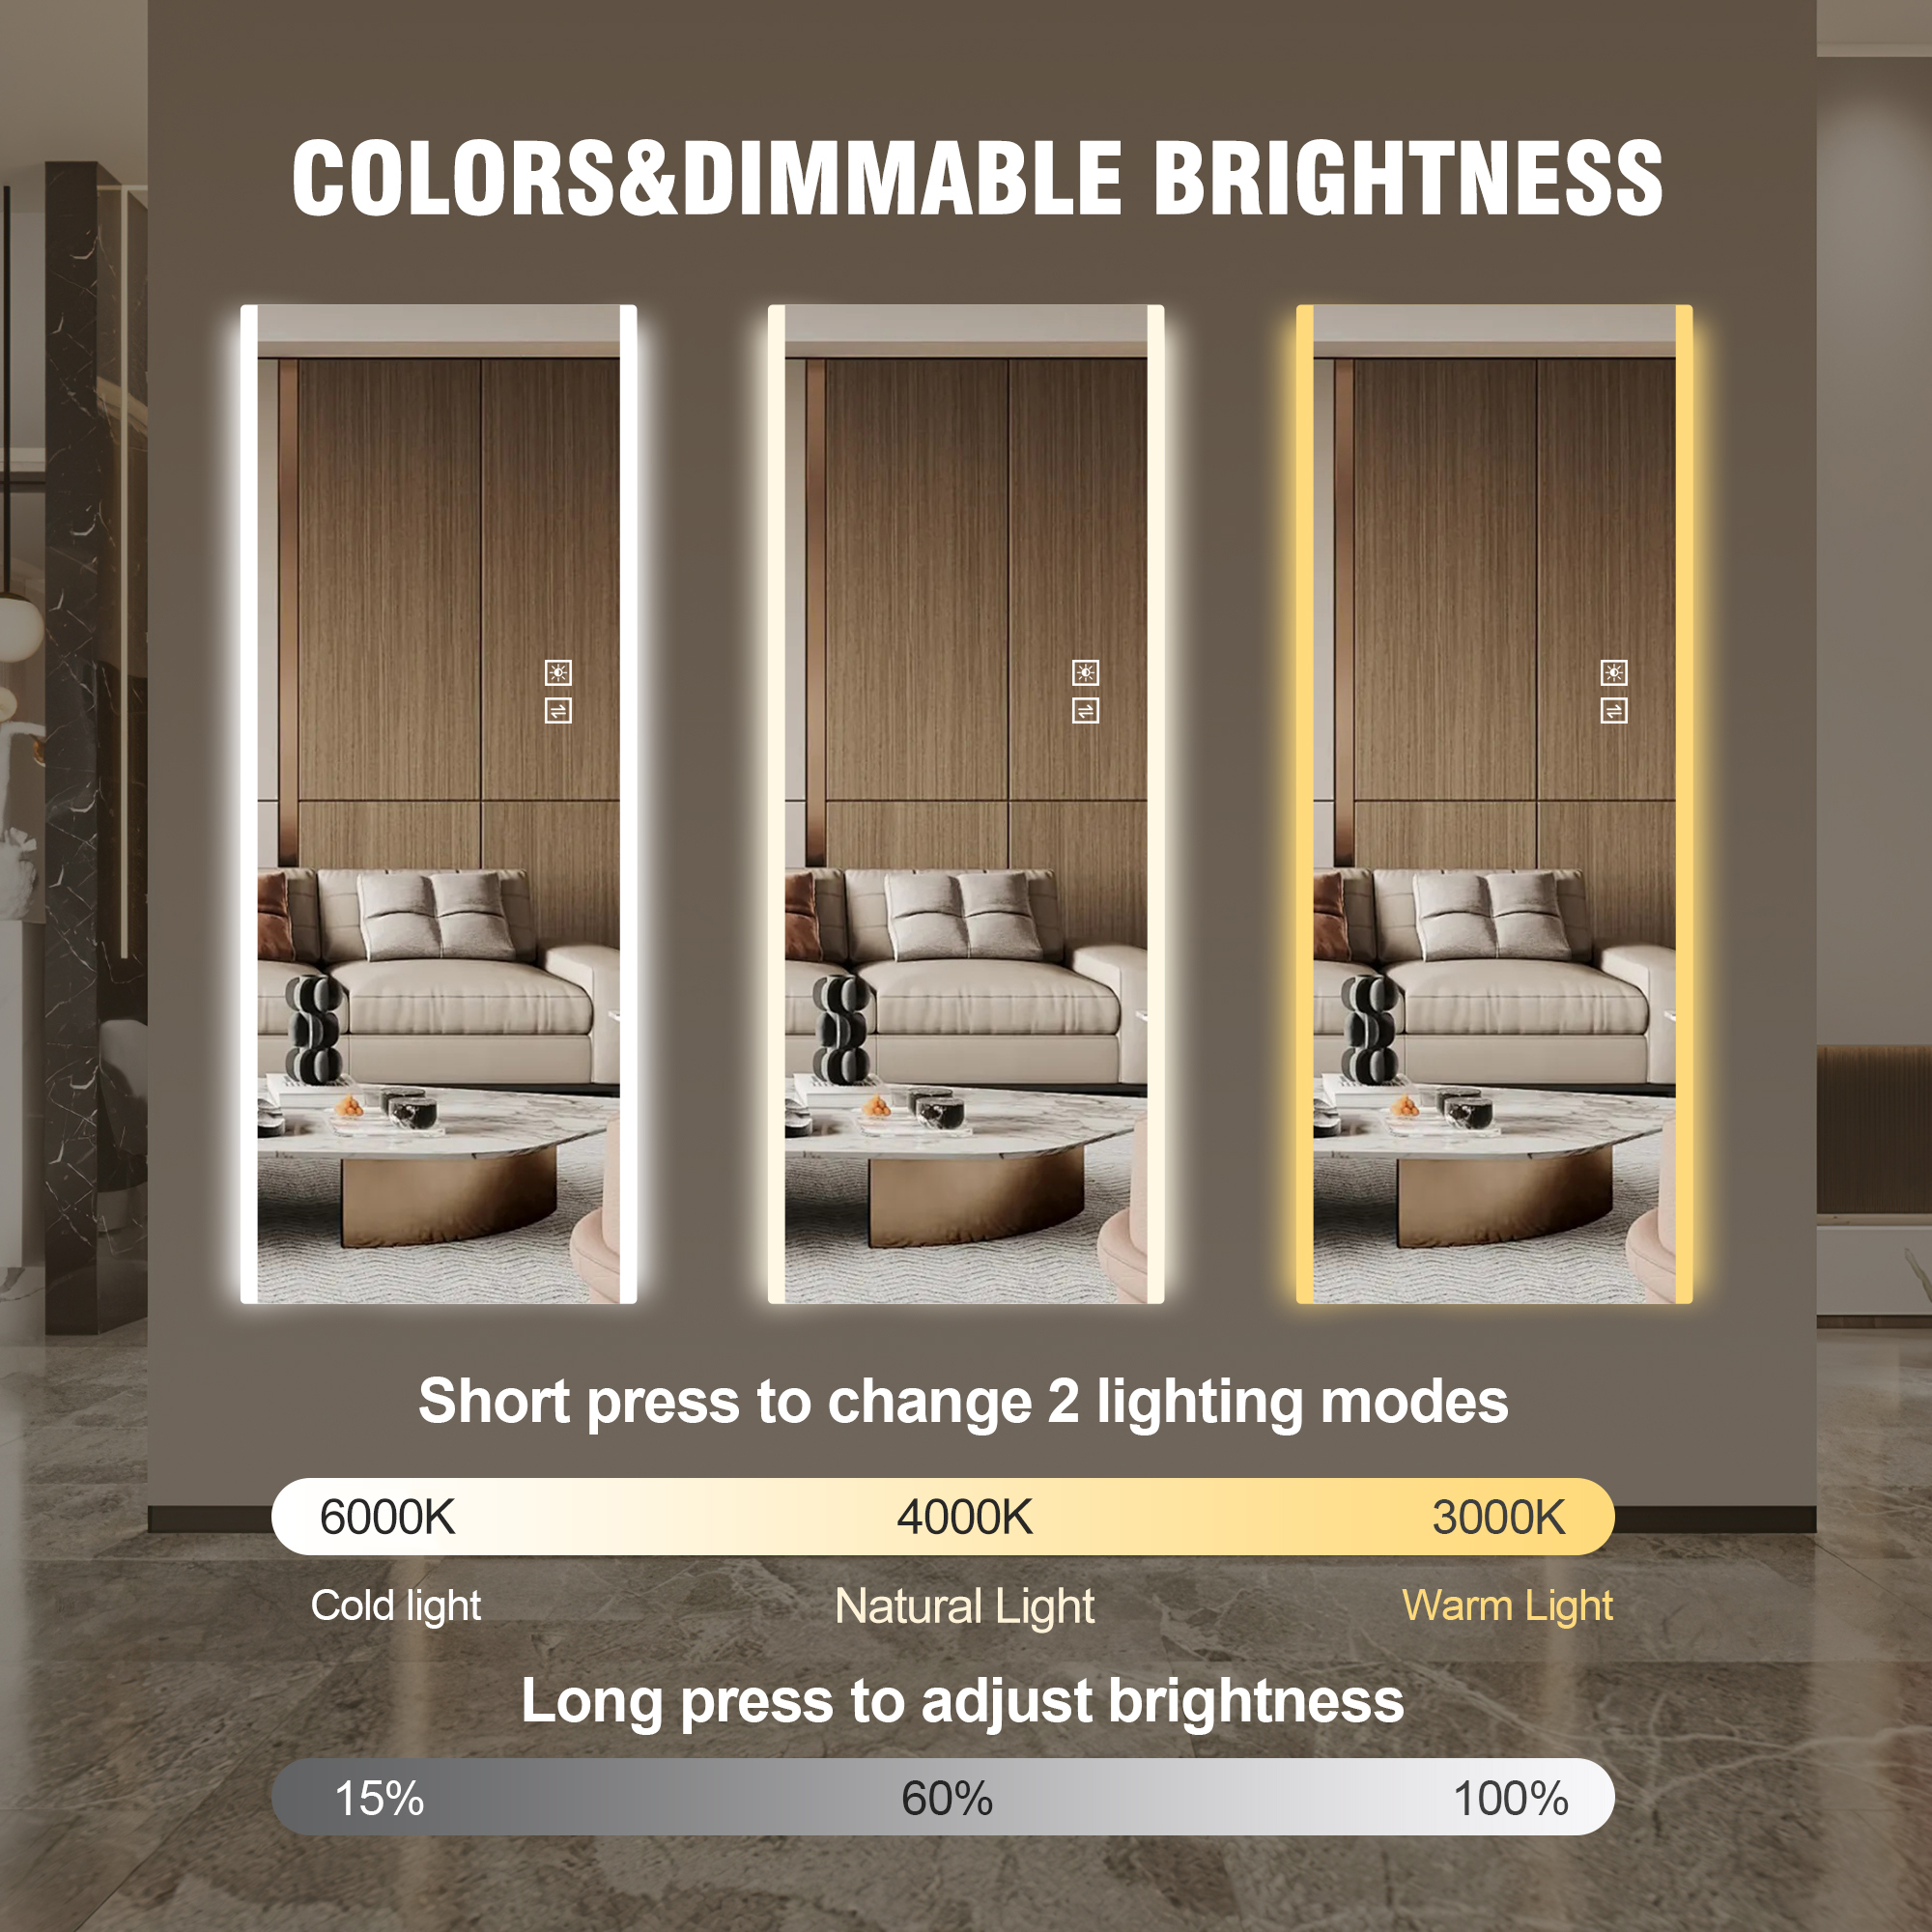 COLORS&DIMMABLE BRIGHTNESS
Short press to change 2 lighting modes
6000K 4000K 3000K
Cold light Natural Light Warm Light
Long press to adjust brightness
15% 60% 100%